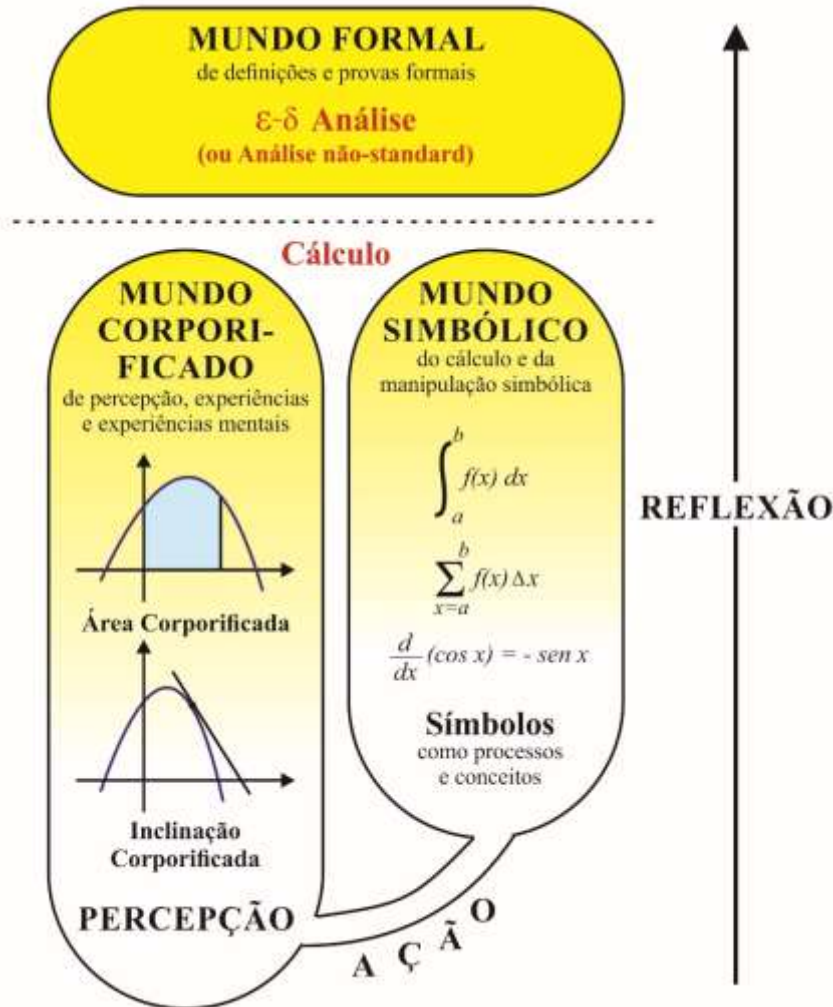 MUNDO FORMAL
de definições e provas formais
ε-δ Análise
(ou Análise não-standard)
Cálculo
MUNDO
CORPORI-
FICADO
de percepção, experiências
e experiências mentais
Área Corporificada
Inclinação
Corporificada
PERCEPÇÃO
MUNDO
SIMBÓLICO
do cálculo e da
manipulação simbólica
b
∫ f(x) dx
a
b
∑ f(x) Δx
x=a
d
dx (cos x) = - sen x
Símbolos
como processos
e conceitos
AÇÃO
REFLEXÃO